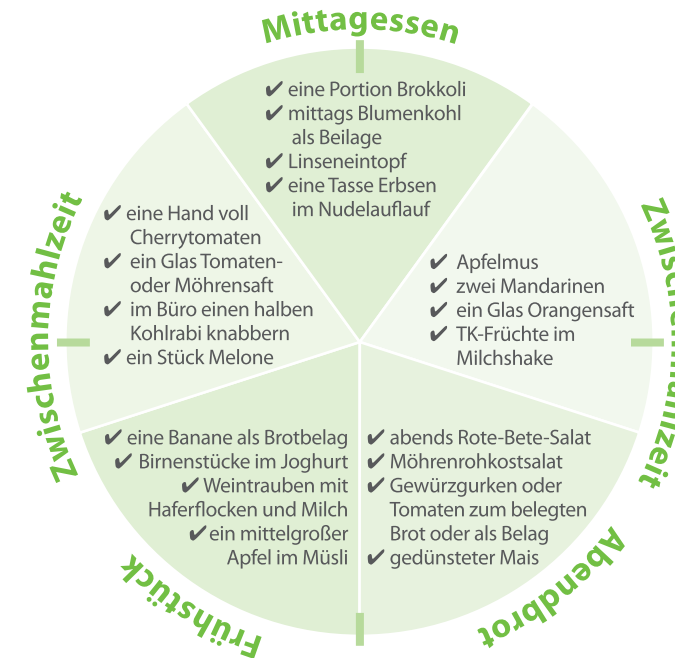 Mittagessen
✔ eine Portion Brokkoli
✔ mittags Blumenkohl
als Beilage
✔ Linseneintopf
✔ eine Tasse Erbsen
im Nudelauflauf
Zwischenmahlzeit
✔ eine Hand voll
Cherrytomaten
✔ ein Glas Tomaten-
oder Möhrensaft
✔ im Büro einen halben
Kohlrabi knabbern
✔ ein Stück Melone
Zwischenmahlzeit
✔ Apfelmus
✔ zwei Mandarinen
✔ ein Glas Orangensaft
✔ TK-Früchte im
Milchshake
✔ eine Banane als Brotbelag
✔ Birnenstücke im Joghurt
✔ Weintrauben mit
Haferflocken und Milch
✔ ein mittelgroßer
Apfel im Müsli
Frühstück
✔ abends Rote-Bete-Salat
✔ Möhrenrohkostsalat
✔ Gewürzgurken oder
Tomaten zum belegten
Brot oder als Belag
✔ gedünsteter Mais
Abendbrot